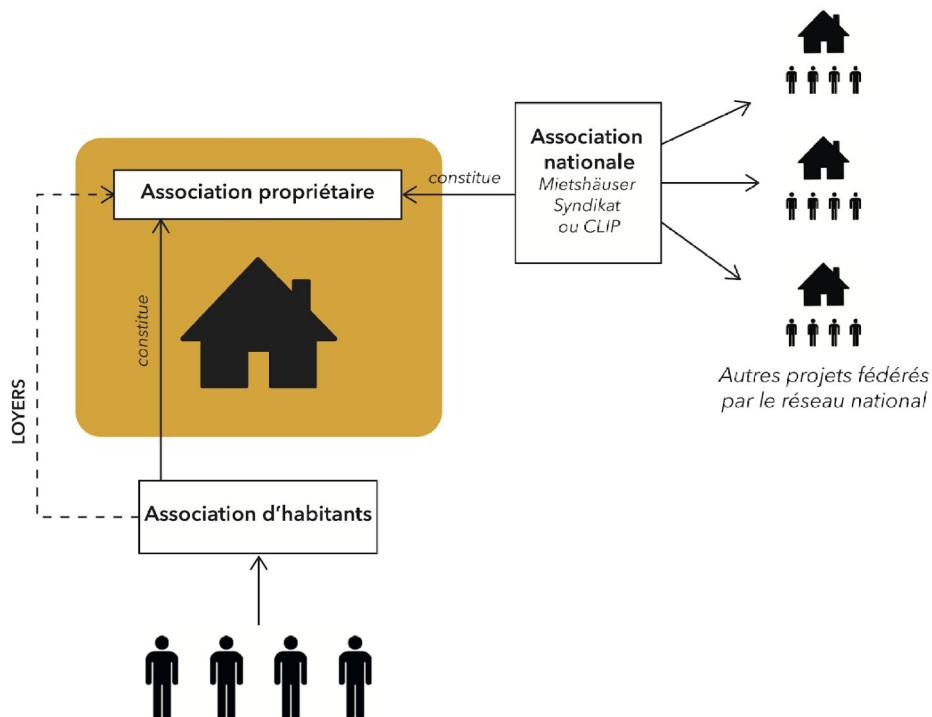 Association propriétaire
constitue
Association
nationale
Mietshäuser
Syndikat
ou CLIP
constitue
LOYERS
Autres projets fédérés
par le réseau national
Association d'habitants